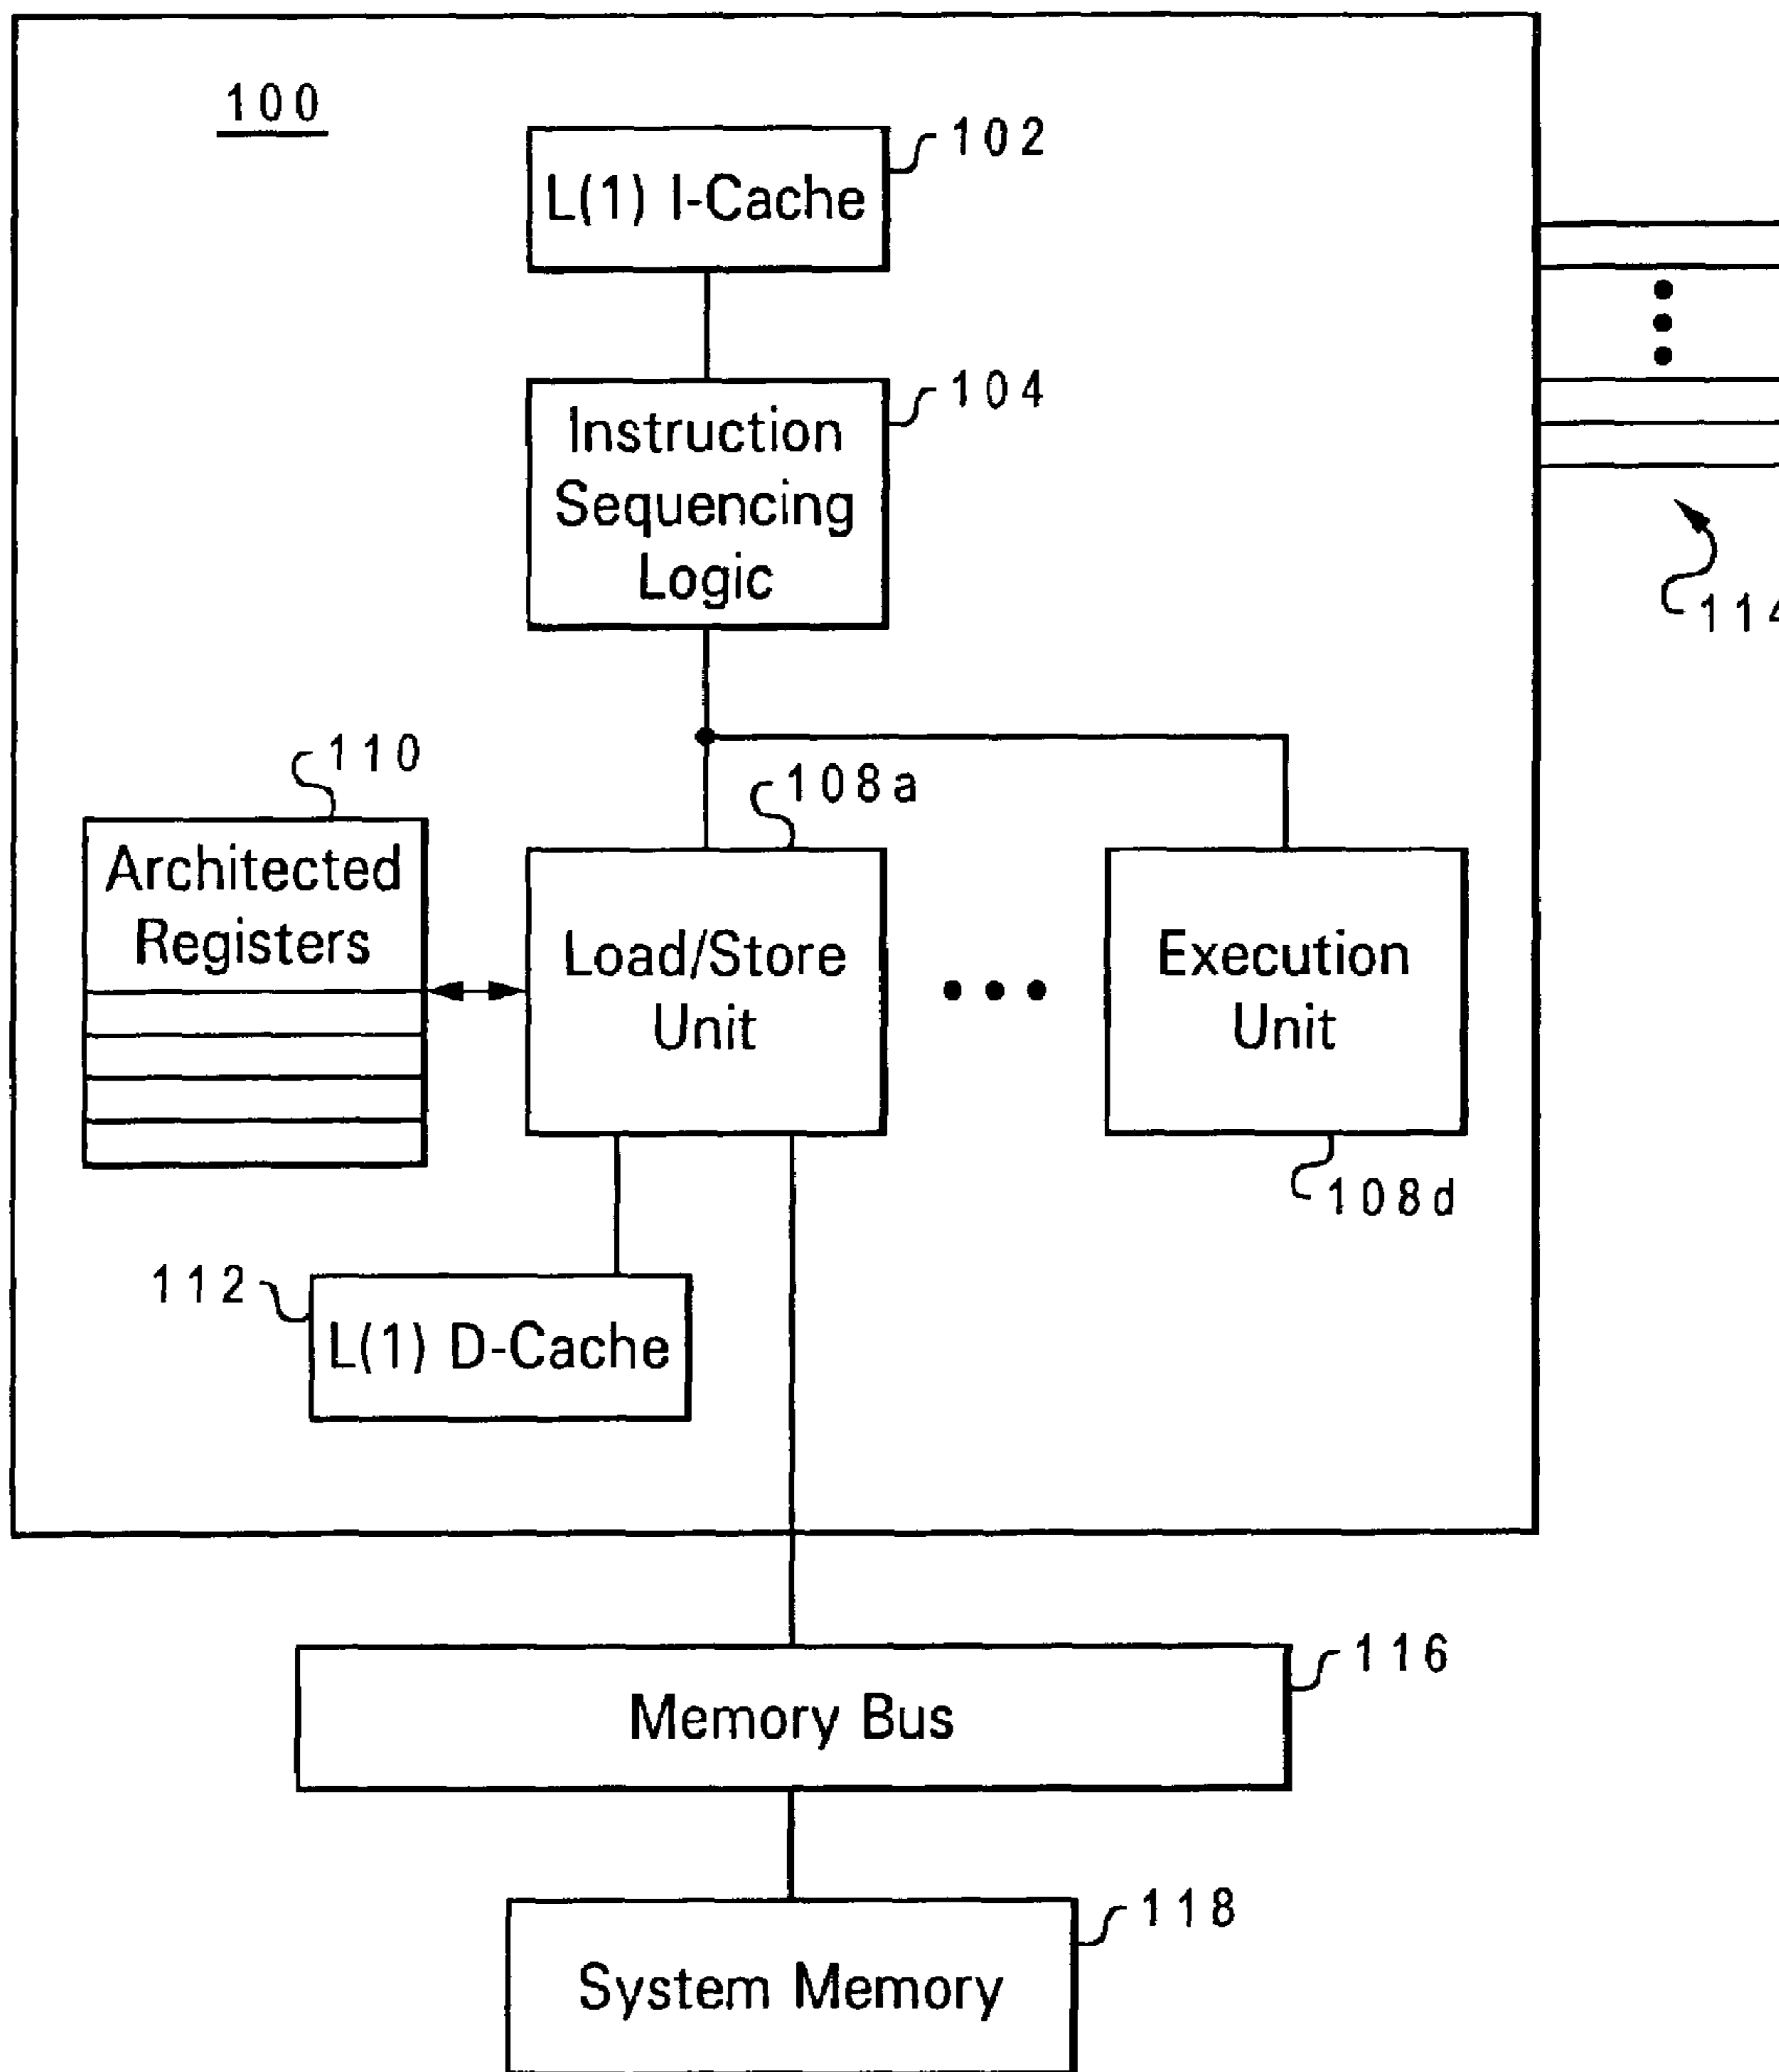 100
102
L(1) I-Cache
104
Instruction
Sequencing
Logic
114
110
108a
Architected
Registers
Load/Store
Unit
Execution
Unit
108d
112
L(1) D-Cache
116
Memory Bus
118
System Memory